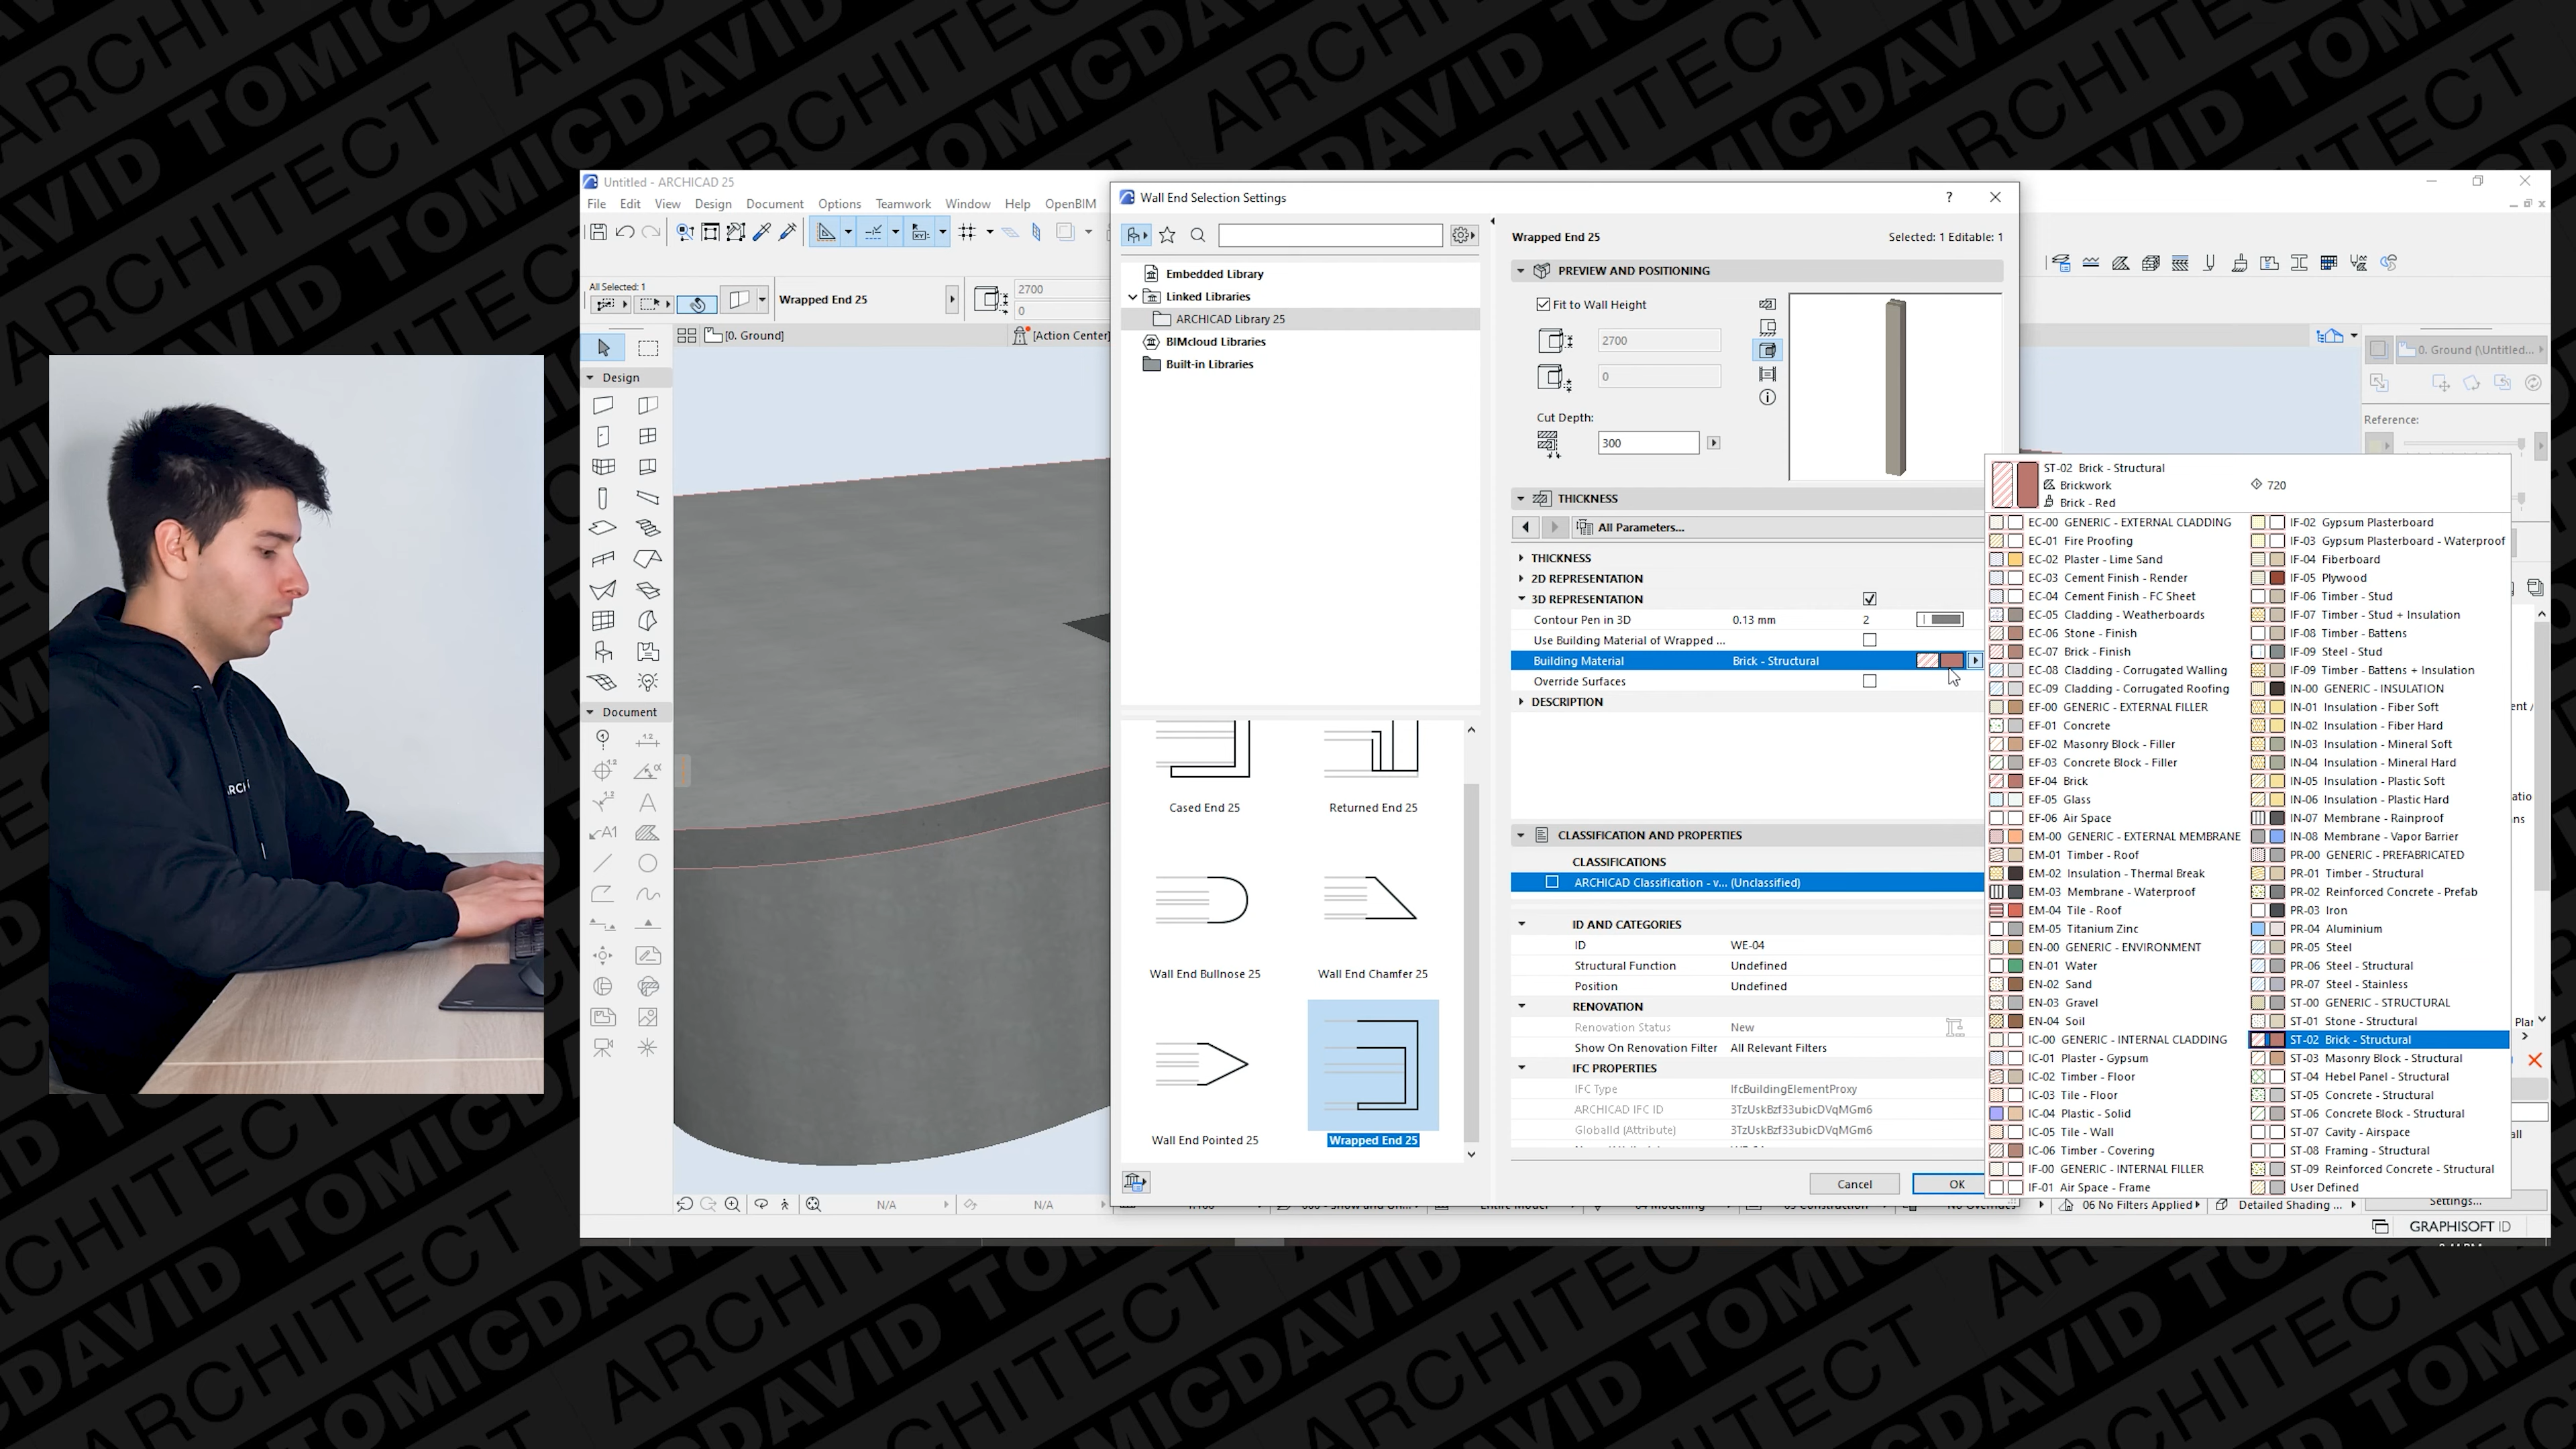 ARCHITECT
DAVID TOMIC
Untitled - ARCHICAD 25
File Edit View Design Document Options Teamwork Window Help OpenBIM
All Selected: 1
Wrapped End 25
2700
0
[0. Ground]
[Action Center]
Design
Document
Wall End Selection Settings
Embedded Library
Linked Libraries
ARCHICAD Library 25
BIMcloud Libraries
Built-in Libraries
Cased End 25
Returned End 25
Wall End Bullnose 25
Wall End Chamfer 25
Wall End Pointed 25
Wrapped End 25
Wrapped End 25
Selected: 1 Editable: 1
PREVIEW AND POSITIONING
Fit to Wall Height
2700
0
Cut Depth:
300
THICKNESS
All Parameters...
THICKNESS
2D REPRESENTATION
3D REPRESENTATION
Contour Pen in 3D 0.13 mm 2
Use Building Material of Wrapped ...
Building Material Brick - Structural
Override Surfaces
DESCRIPTION
CLASSIFICATION AND PROPERTIES
CLASSIFICATIONS
ARCHICAD Classification - v... (Unclassified)
ID AND CATEGORIES
ID WE-04
Structural Function Undefined
Position Undefined
RENOVATION
Renovation Status New
Show On Renovation Filter All Relevant Filters
IFC PROPERTIES
IFC Type IfcBuildingElementProxy
ARCHICAD IFC ID 3TzUskBzf33ubicDVqMGm6
GlobalId (Attribute) 3TzUskBzf33ubicDVqMGm6
Cancel
OK
ST-02 Brick - Structural
Brickwork
Brick - Red
720
EC-00 GENERIC - EXTERNAL CLADDING
EC-01 Fire Proofing
EC-02 Plaster - Lime Sand
EC-03 Cement Finish - Render
EC-04 Cement Finish - FC Sheet
EC-05 Cladding - Weatherboards
EC-06 Stone - Finish
EC-07 Brick - Finish
EC-08 Cladding - Corrugated Walling
EC-09 Cladding - Corrugated Roofing
EF-00 GENERIC - EXTERNAL FILLER
EF-01 Concrete
EF-02 Masonry Block - Filler
EF-03 Concrete Block - Filler
EF-04 Brick
EF-05 Glass
EF-06 Air Space
EM-00 GENERIC - EXTERNAL MEMBRANE
EM-01 Timber - Roof
EM-02 Insulation - Thermal Break
EM-03 Membrane - Waterproof
EM-04 Tile - Roof
EM-05 Titanium Zinc
EN-00 GENERIC - ENVIRONMENT
EN-01 Water
EN-02 Sand
EN-03 Gravel
EN-04 Soil
IC-00 GENERIC - INTERNAL CLADDING
IC-01 Plaster - Gypsum
IC-02 Timber - Floor
IC-03 Tile - Floor
IC-04 Plastic - Solid
IC-05 Tile - Wall
IC-06 Timber - Covering
IF-00 GENERIC - INTERNAL FILLER
IF-01 Air Space - Frame
IF-02 Gypsum Plasterboard
IF-03 Gypsum Plasterboard - Waterproof
IF-04 Fiberboard
IF-05 Plywood
IF-06 Timber - Stud
IF-07 Timber - Stud + Insulation
IF-08 Timber - Battens
IF-09 Steel - Stud
IF-09 Timber - Battens + Insulation
IN-00 GENERIC - INSULATION
IN-01 Insulation - Fiber Soft
IN-02 Insulation - Fiber Hard
IN-03 Insulation - Mineral Soft
IN-04 Insulation - Mineral Hard
IN-05 Insulation - Plastic Soft
IN-06 Insulation - Plastic Hard
IN-07 Membrane - Rainproof
IN-08 Membrane - Vapor Barrier
PR-00 GENERIC - PREFABRICATED
PR-01 Timber - Structural
PR-02 Reinforced Concrete - Prefab
PR-03 Iron
PR-04 Aluminium
PR-05 Steel
PR-06 Steel - Structural
PR-07 Steel - Stainless
ST-00 GENERIC - STRUCTURAL
ST-01 Stone - Structural
ST-02 Brick - Structural
ST-03 Masonry Block - Structural
ST-04 Hebel Panel - Structural
ST-05 Concrete - Structural
ST-06 Concrete Block - Structural
ST-07 Cavity - Airspace
ST-08 Framing - Structural
ST-09 Reinforced Concrete - Structural
User Defined
0. Ground (\Untitled...
Reference:
N/A
N/A
06 No Filters Applied
Detailed Shading ...
Settings...
GRAPHISOFT ID